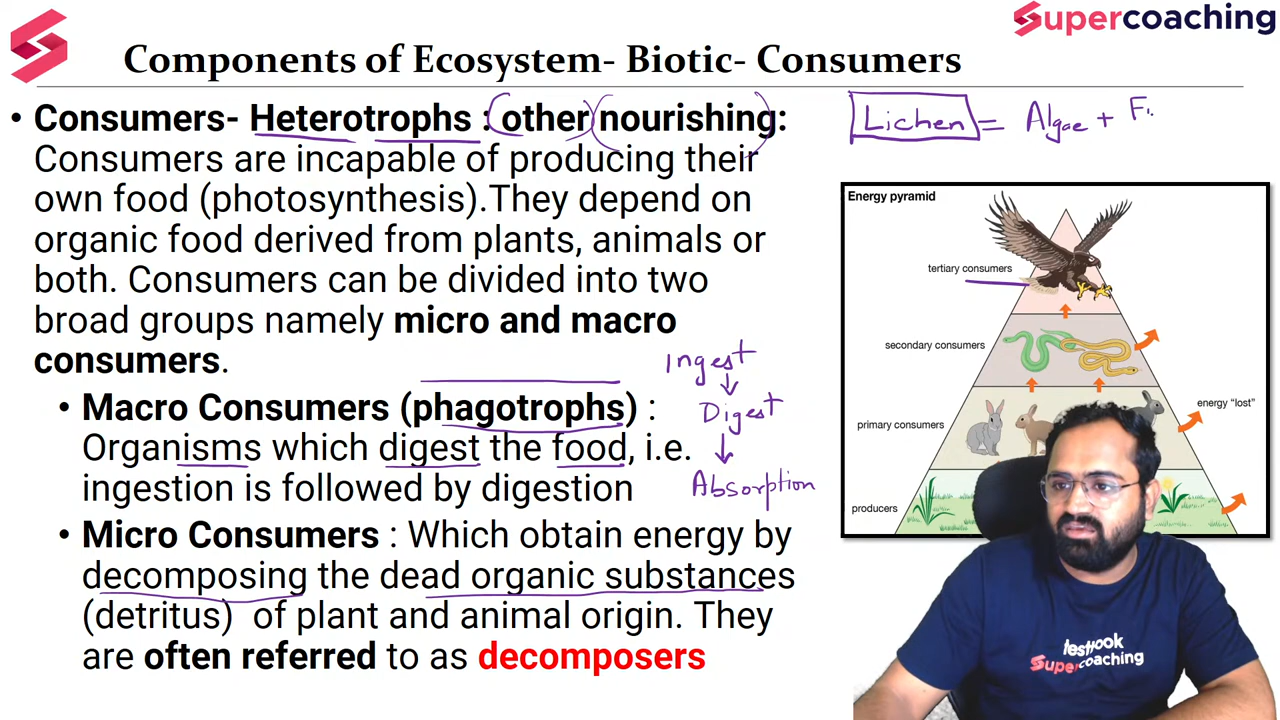 Supercoaching
Components of Ecosystem- Biotic- Consumers
• Consumers- Heterotrophs : other nourishing:
Consumers are incapable of producing their
own food (photosynthesis).They depend on
organic food derived from plants, animals or
both. Consumers can be divided into two
broad groups namely micro and macro
consumers.
• Macro Consumers (phagotrophs) :
Organisms which digest the food, i.e.
ingestion is followed by digestion
• Micro Consumers : Which obtain energy by
decomposing the dead organic substances
(detritus) of plant and animal origin. They
are often referred to as decomposers
Ingest
↓
Digest
↓
Absorption
Lichen = Algae + F
Energy pyramid
tertiary consumers
secondary consumers
energy “lost”
primary consumers
producers
testbook
Supercoaching